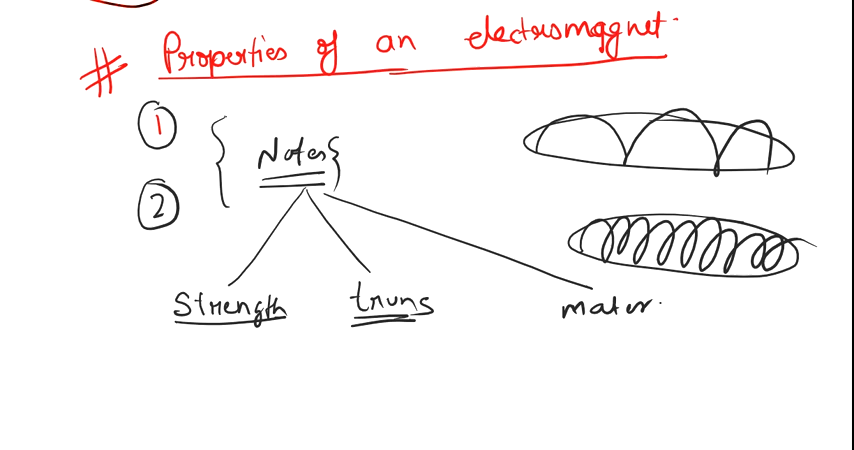 # Properties of an electromagnet.
1
{ Notes }
2
Strength truns mater.